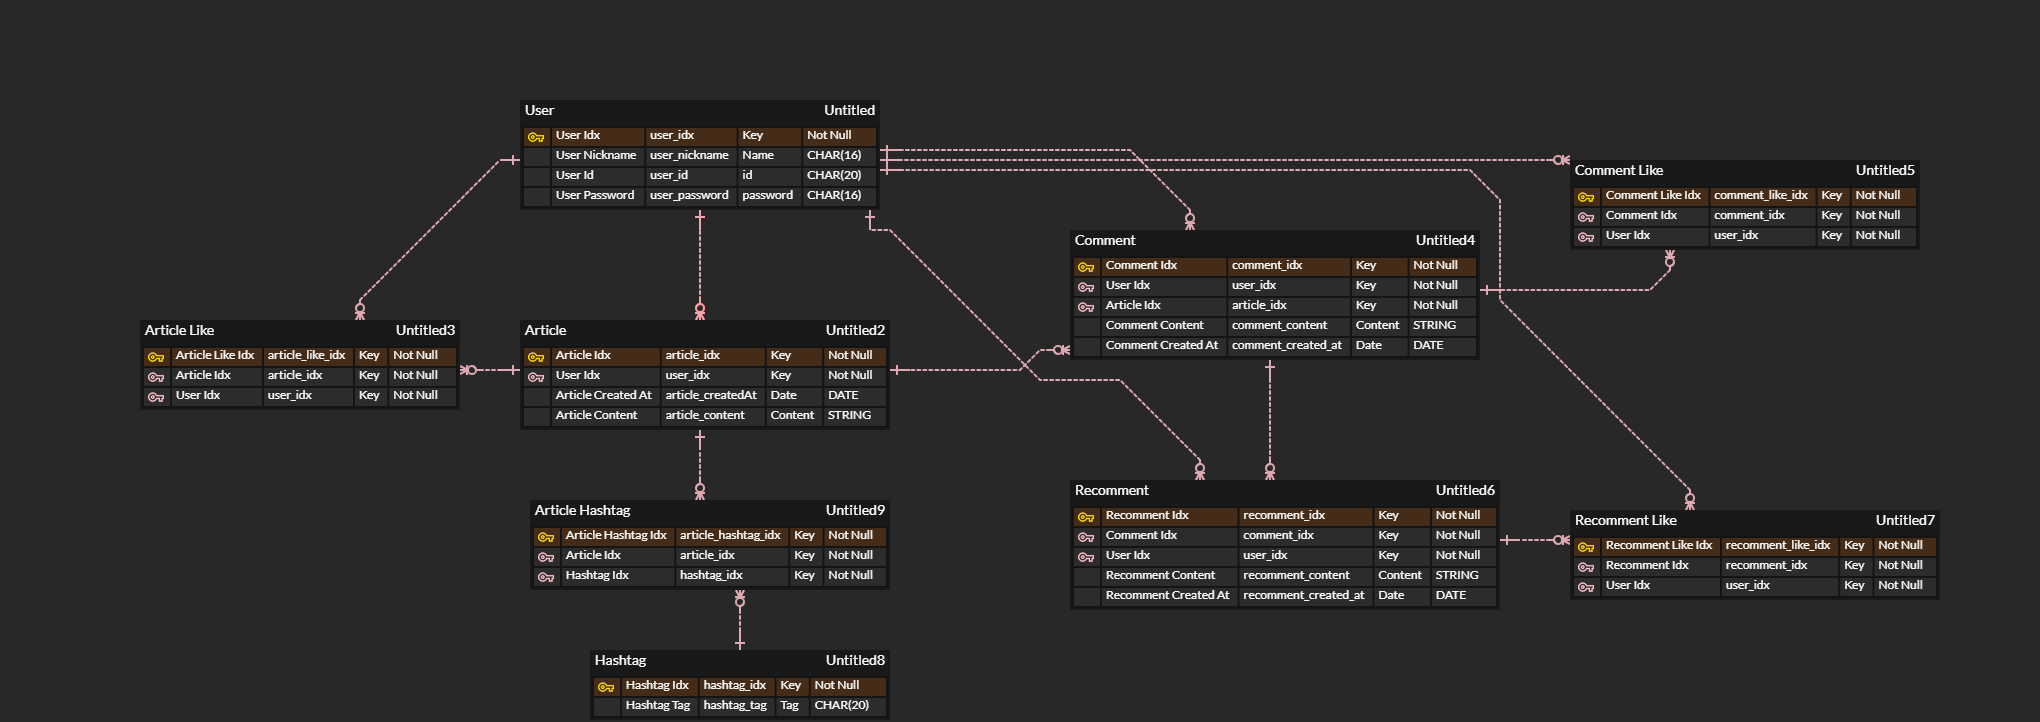 User Untitled
User Idx user_idx Key Not Null
User Nickname user_nickname Name CHAR(16)
User Id user_id id CHAR(20)
User Password user_password password CHAR(16)
Comment Like Untitled5
Comment Like Idx comment_like_idx Key Not Null
Comment Idx comment_idx Key Not Null
User Idx user_idx Key Not Null
Comment Untitled4
Comment Idx comment_idx Key Not Null
User Idx user_idx Key Not Null
Article Idx article_idx Key Not Null
Comment Content comment_content Content STRING
Comment Created At comment_created_at Date DATE
Article Like Untitled3
Article Like Idx article_like_idx Key Not Null
Article Idx article_idx Key Not Null
User Idx user_idx Key Not Null
Article Untitled2
Article Idx article_idx Key Not Null
User Idx user_idx Key Not Null
Article Created At article_createdAt Date DATE
Article Content article_content Content STRING
Article Hashtag Untitled9
Article Hashtag Idx article_hashtag_idx Key Not Null
Article Idx article_idx Key Not Null
Hashtag Idx hashtag_idx Key Not Null
Recomment Untitled6
Recomment Idx recomment_idx Key Not Null
Comment Idx comment_idx Key Not Null
User Idx user_idx Key Not Null
Recomment Content recomment_content Content STRING
Recomment Created At recomment_created_at Date DATE
Recomment Like Untitled7
Recomment Like Idx recomment_like_idx Key Not Null
Recomment Idx recomment_idx Key Not Null
User Idx user_idx Key Not Null
Hashtag Untitled8
Hashtag Idx hashtag_idx Key Not Null
Hashtag Tag hashtag_tag Tag CHAR(20)